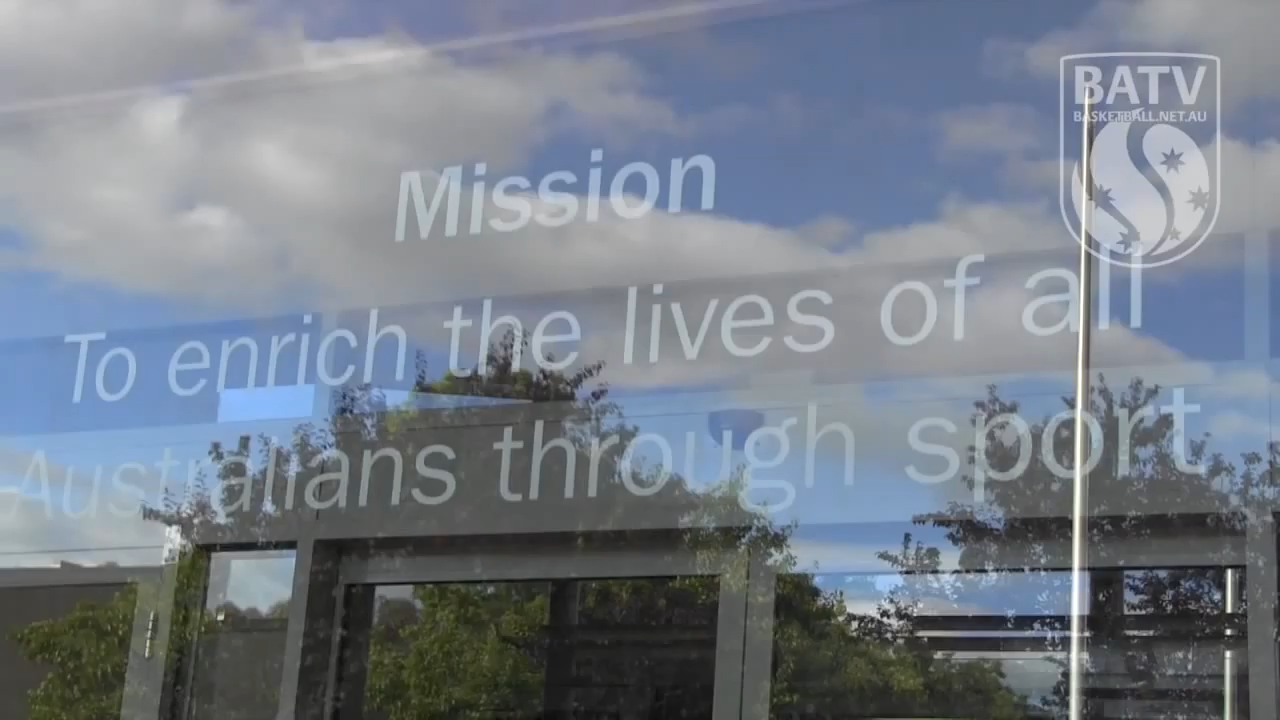 BATV
BASKETBALL.NET.AU
Mission
To enrich the lives of all
Australians through sport